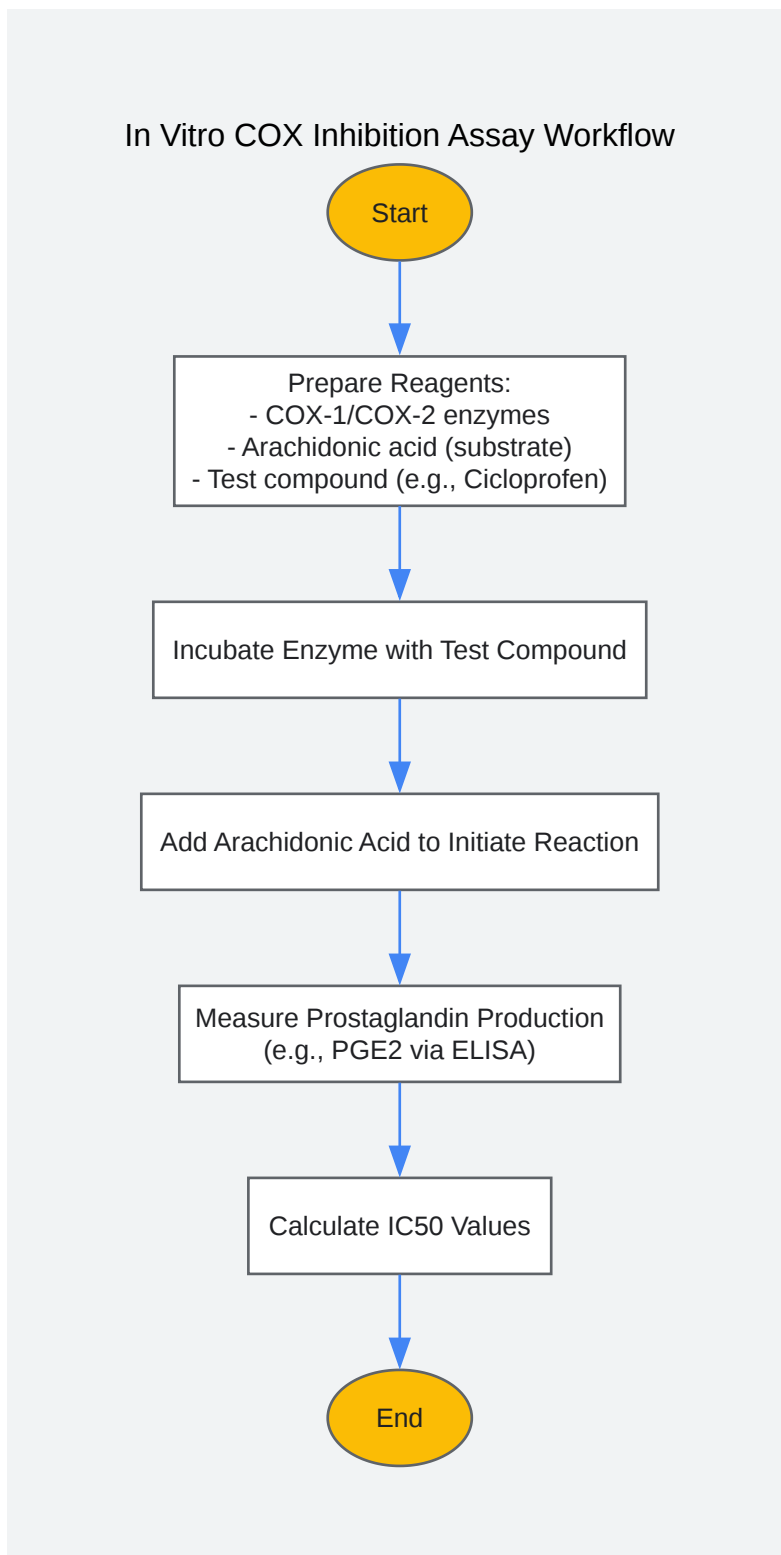 In Vitro COX Inhibition Assay Workflow
Start
Prepare Reagents:
- COX-1/COX-2 enzymes
- Arachidonic acid (substrate)
- Test compound (e.g., Cicloprofen)
Incubate Enzyme with Test Compound
Add Arachidonic Acid to Initiate Reaction
Measure Prostaglandin Production
(e.g., PGE2 via ELISA)
Calculate IC50 Values
End